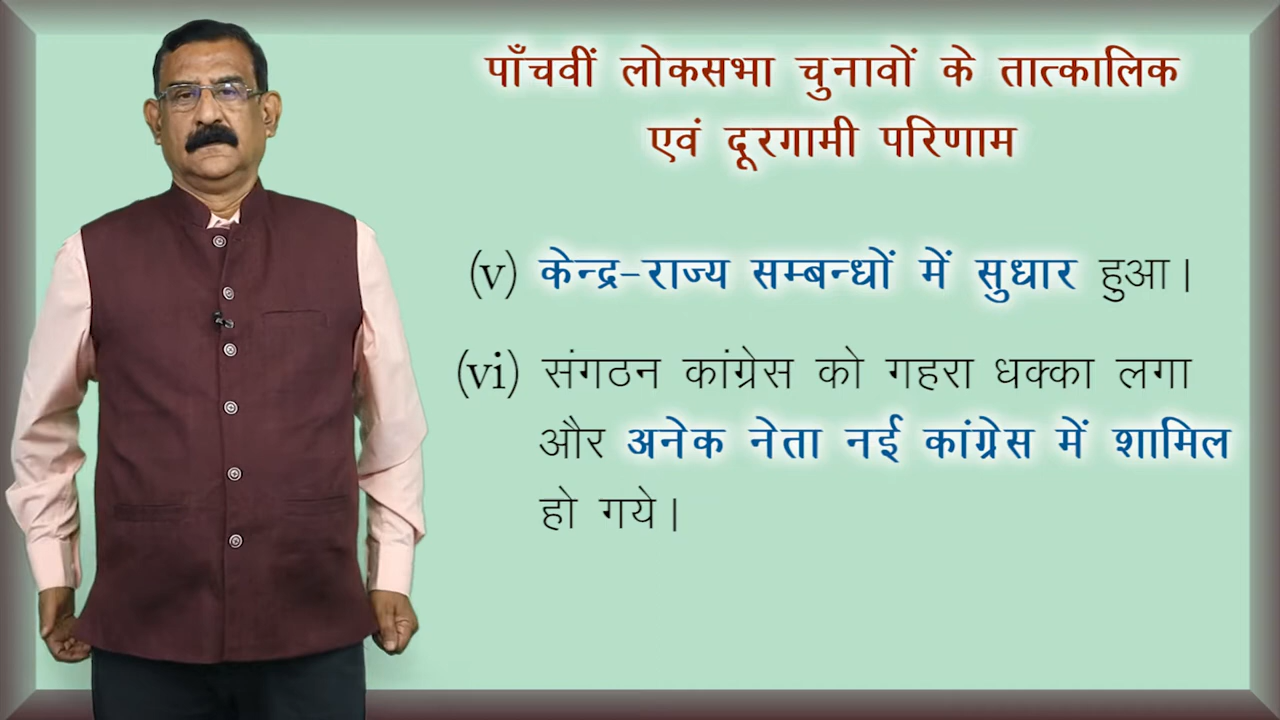 पाँचवीं लोकसभा चुनावों के तात्कालिक
एवं दूरगामी परिणाम
(v) केन्द्र-राज्य सम्बन्धों में सुधार हुआ।
(vi) संगठन कांग्रेस को गहरा धक्का लगा
और अनेक नेता नई कांग्रेस में शामिल
हो गये।